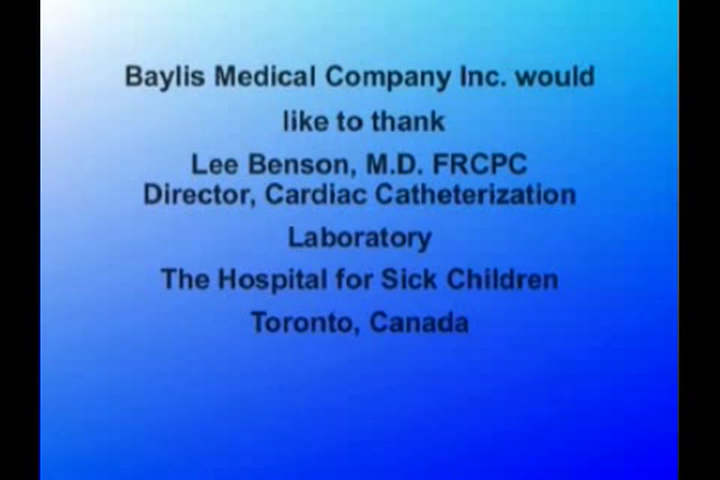 Baylis Medical Company Inc. would
like to thank
Lee Benson, M.D. FRCPC
Director, Cardiac Catheterization
Laboratory
The Hospital for Sick Children
Toronto, Canada